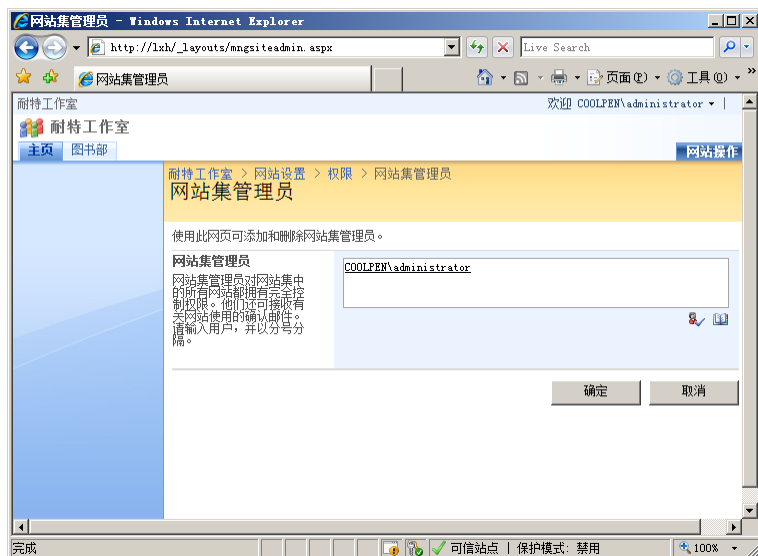 网站集管理员 - Windows Internet Explorer
http://lxh/_layouts/mngsiteadmin.aspx
Live Search
网站集管理员
页面(P)
工具(O)
»
耐特工作室
欢迎 COOLPEN\administrator
耐特工作室
主页
图书部
网站操作
耐特工作室 > 网站设置 > 权限 > 网站集管理员
网站集管理员
使用此网页可添加和删除网站集管理员。
网站集管理员
网站集管理员对网站集中
的所有网站都拥有完全控
制权限。他们还可接收有
关网站使用的确认邮件。
请输入用户，并以分号分
隔。
COOLPEN\administrator
确定
取消
完成
可信站点 | 保护模式: 禁用
100%